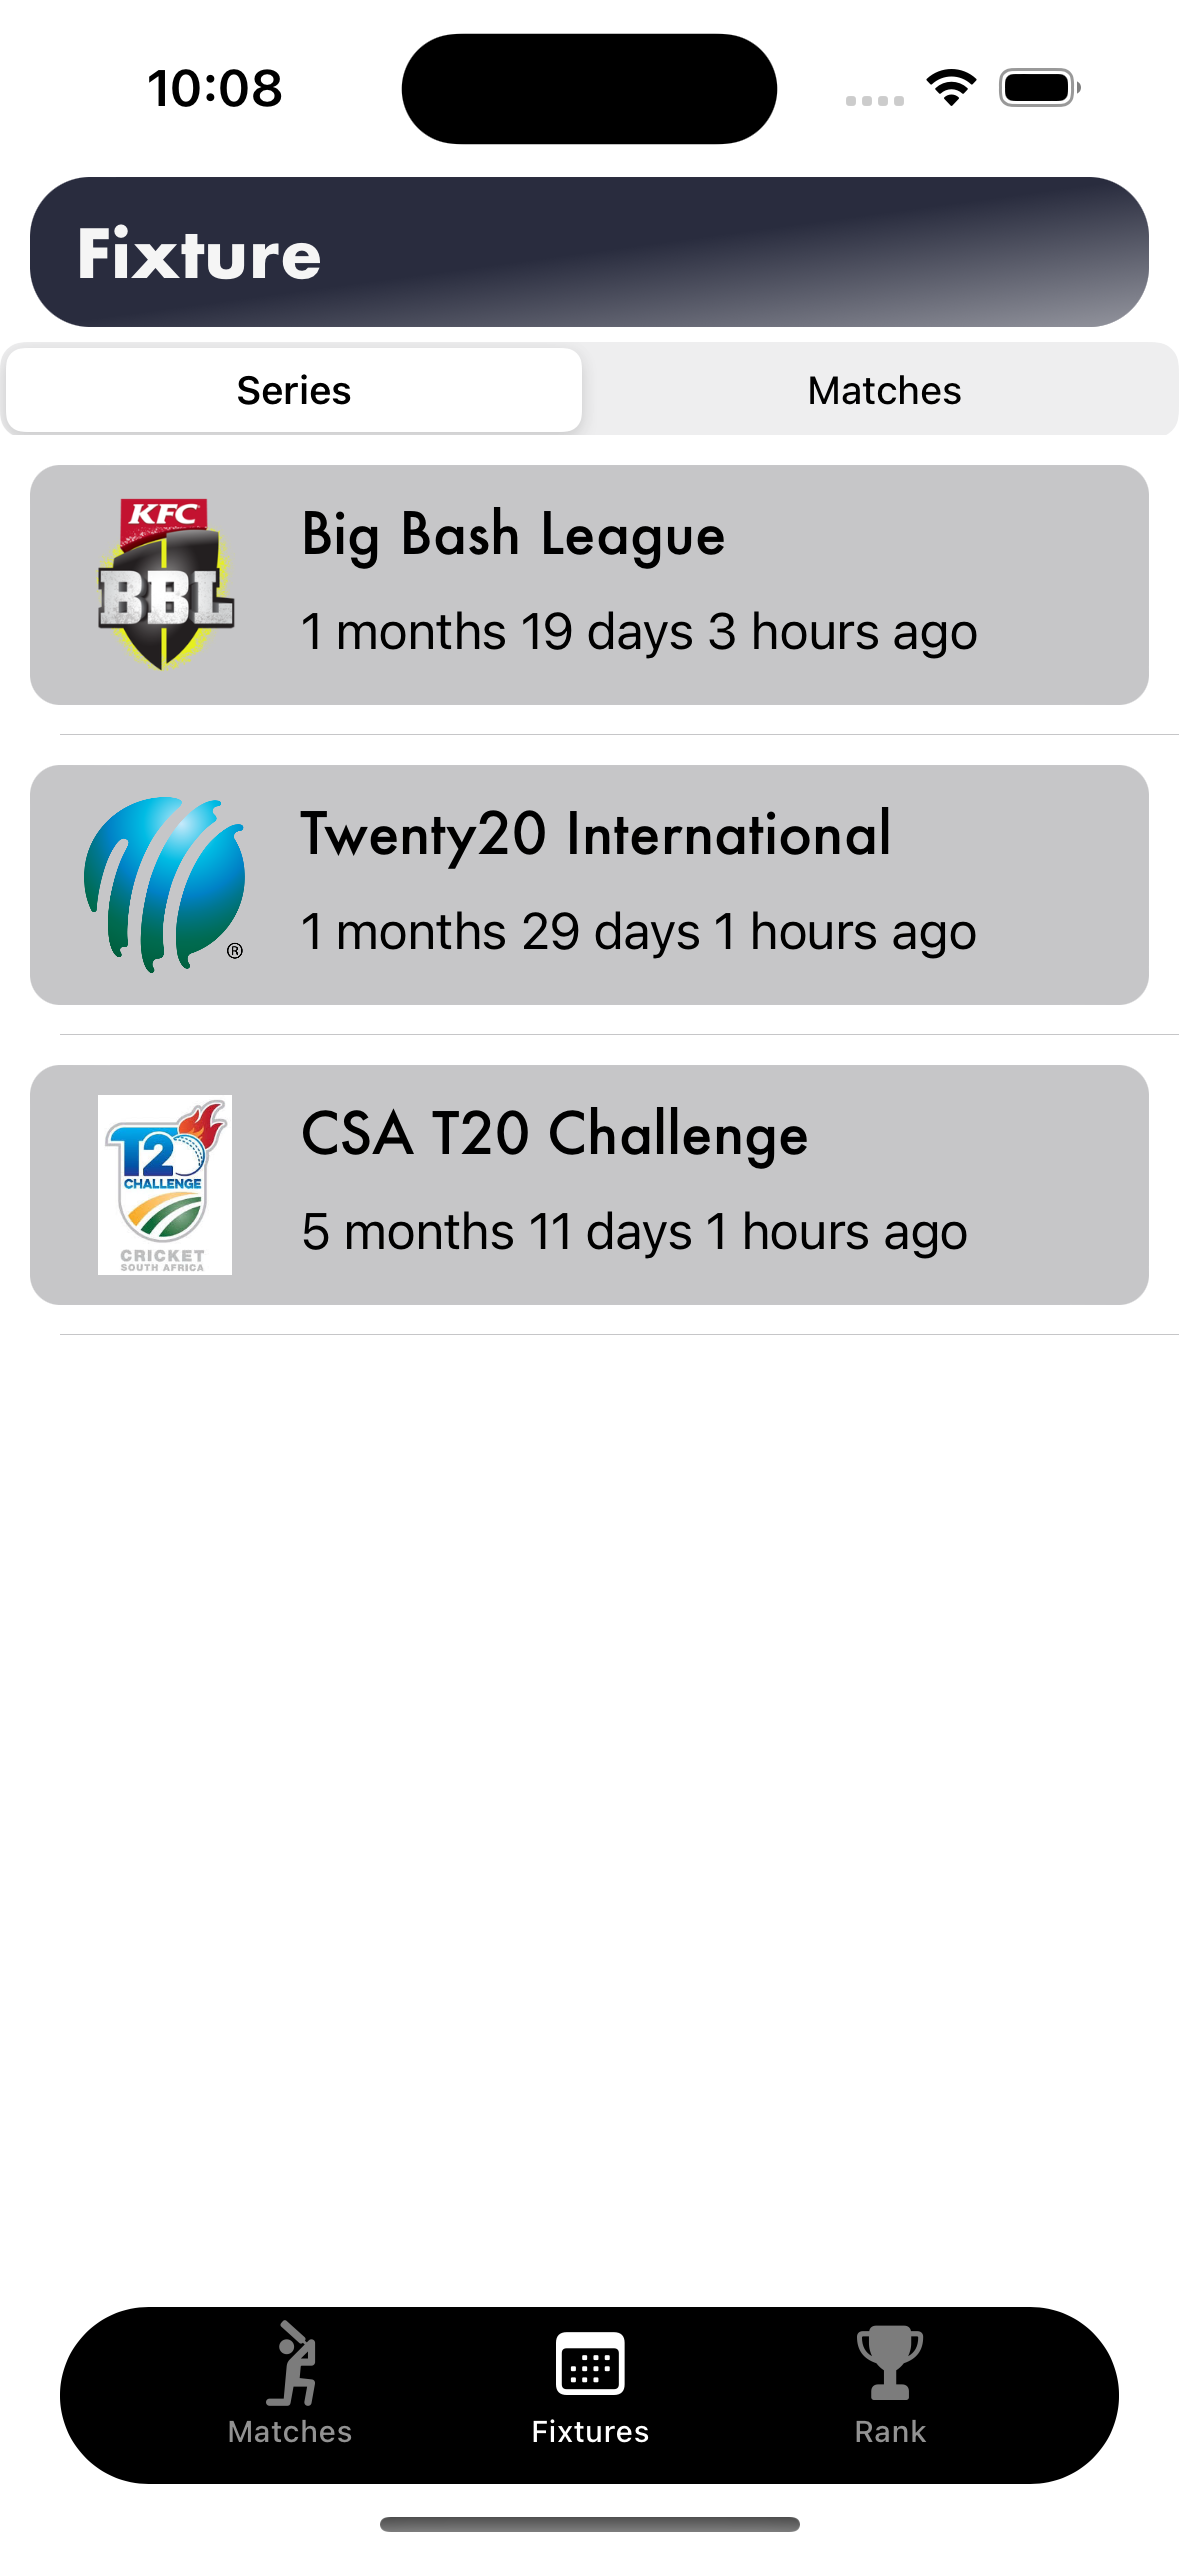 10:08
Fixture
Series
Matches
KFC
BBL
Big Bash League
1 months 19 days 3 hours ago
®
Twenty20 International
1 months 29 days 1 hours ago
T20
CHALLENGE
CRICKET
SOUTH AFRICA
CSA T20 Challenge
5 months 11 days 1 hours ago
Matches
Fixtures
Rank